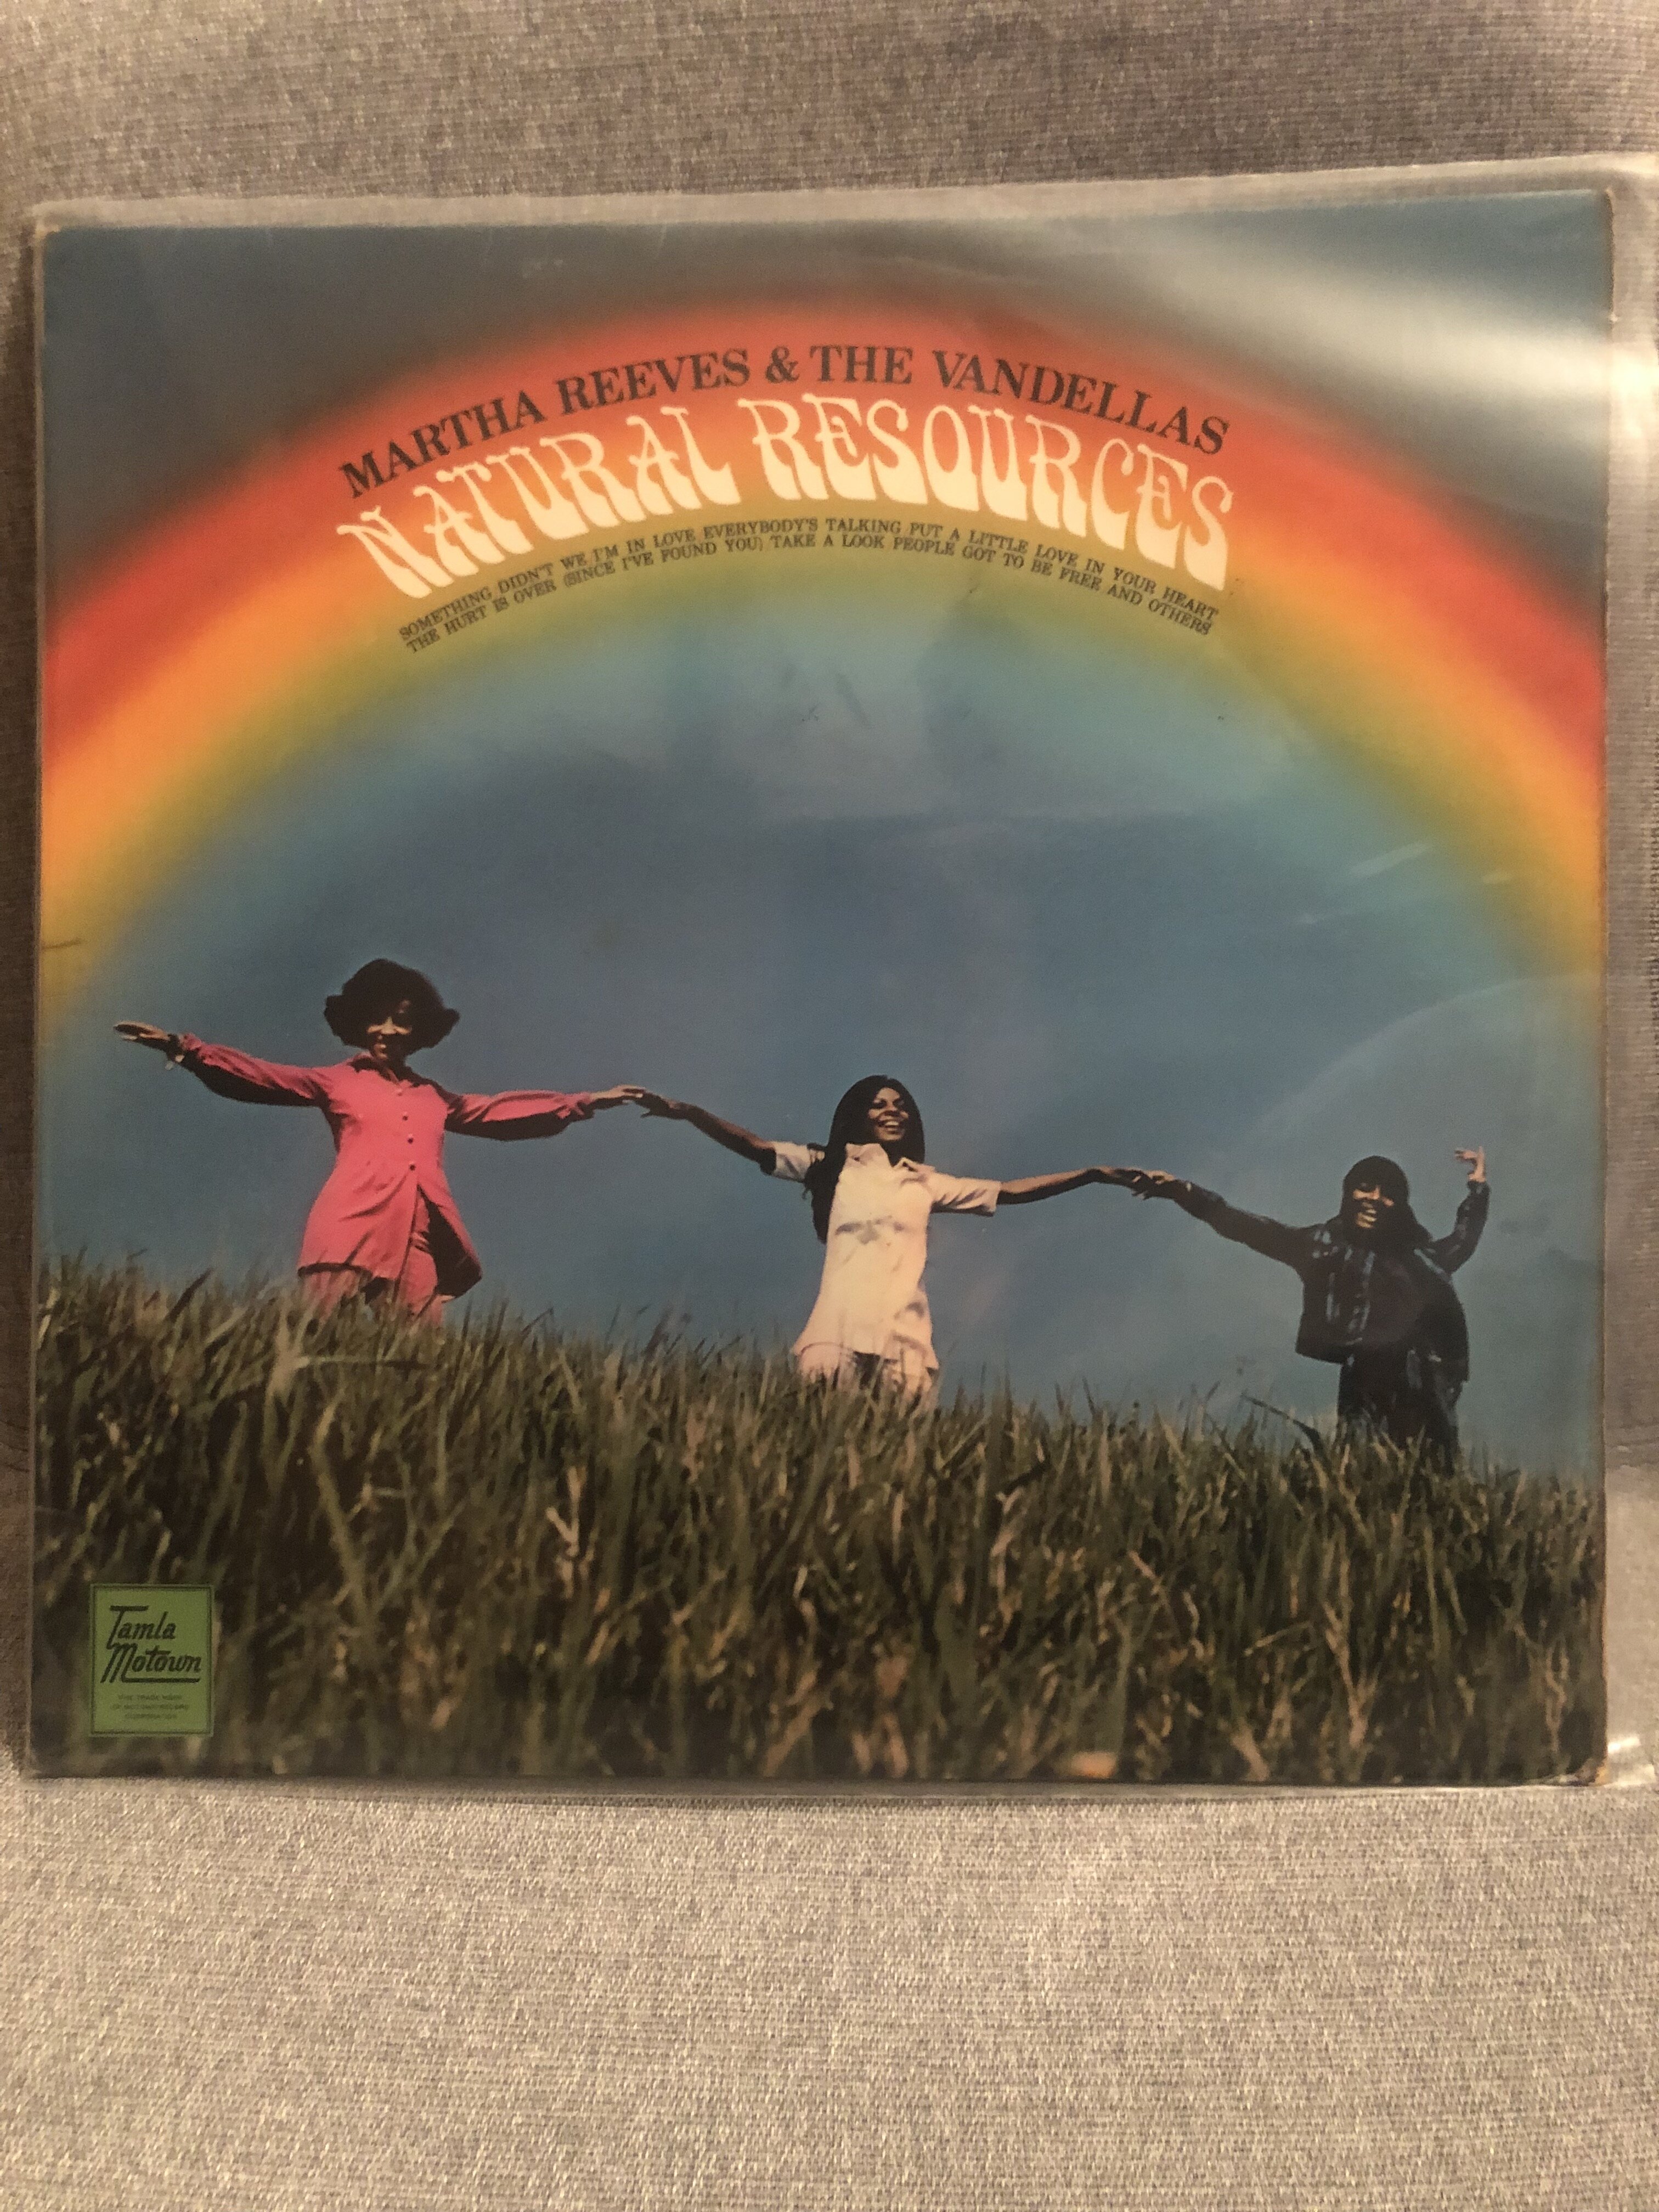 MARTHA REEVES & THE VANDELLAS
NATURAL RESOURCES
SOMETHING DIDN'T WE I'M IN LOVE EVERYBODY'S TALKING PUT A LITTLE LOVE IN YOUR HEART
THE HURT IS OVER (SINCE I'VE FOUND YOU) TAKE A LOOK PEOPLE GOT TO BE FREE AND OTHERS
Tamla
Motown